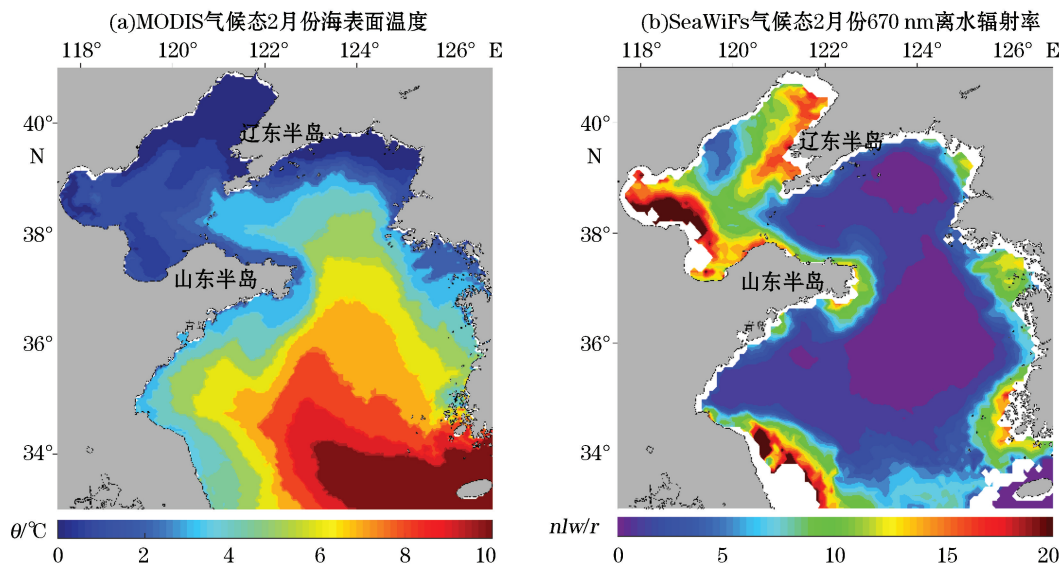 (a)MODIS气候态2月份海表面温度
118° 120° 122° 124° 126° E
40°
N
38°
36°
34°
辽东半岛
山东半岛
θ/℃
0 2 4 6 8 10
(b)SeaWiFs气候态2月份670 nm离水辐射率
118° 120° 122° 124° 126° E
40°
N
38°
36°
34°
辽东半岛
山东半岛
nlw/r
0 5 10 15 20